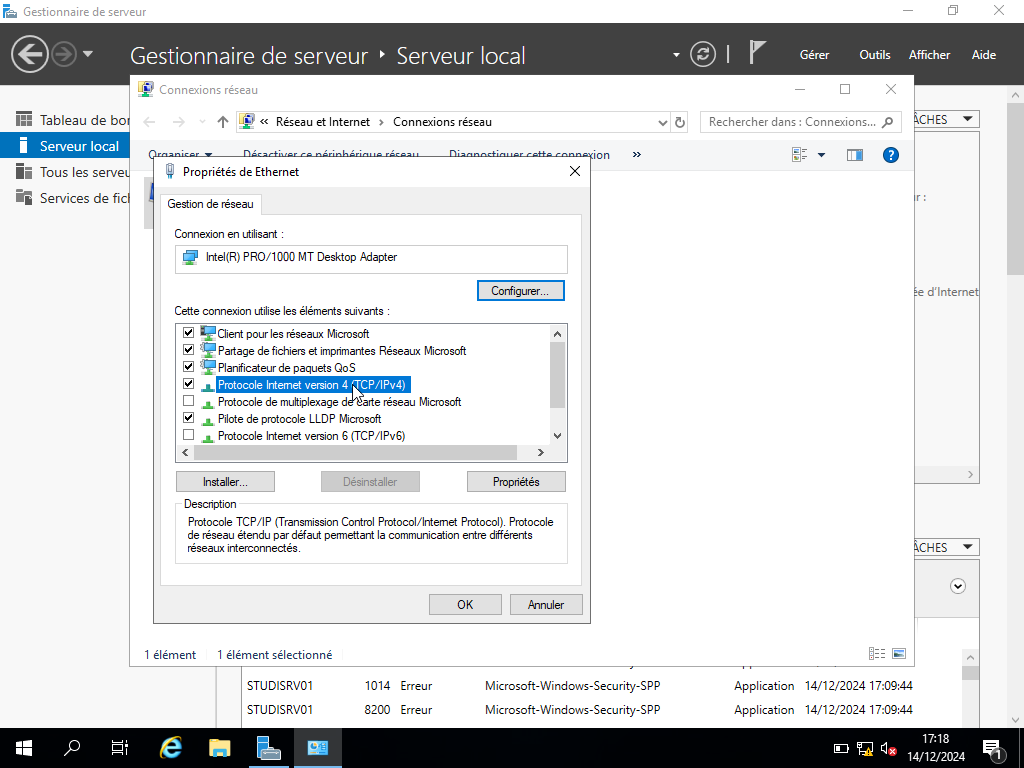 Gestionnaire de serveur
Gestionnaire de serveur ‣ Serveur local
Gérer Outils Afficher Aide
Tableau de bor
Serveur local
Tous les serveu
Services de fich
ÂCHES
ur :
ée d'Internet
ÂCHES
Connexions réseau
« Réseau et Internet > Connexions réseau
Rechercher dans : Connexions...
Organiser Désactiver ce périphérique réseau Diagnostiquer cette connexion »
Propriétés de Ethernet
Gestion de réseau
Connexion en utilisant :
Intel(R) PRO/1000 MT Desktop Adapter
Configurer...
Cette connexion utilise les éléments suivants :
Client pour les réseaux Microsoft
Partage de fichiers et imprimantes Réseaux Microsoft
Planificateur de paquets QoS
Protocole Internet version 4 (TCP/IPv4)
Protocole de multiplexage de carte réseau Microsoft
Pilote de protocole LLDP Microsoft
Protocole Internet version 6 (TCP/IPv6)
Installer... Désinstaller Propriétés
Description
Protocole TCP/IP (Transmission Control Protocol/Internet Protocol). Protocole
de réseau étendu par défaut permettant la communication entre différents
réseaux interconnectés.
OK Annuler
1 élément 1 élément sélectionné
STUDISRV01 1014 Erreur Microsoft-Windows-Security-SPP Application 14/12/2024 17:09:44
STUDISRV01 8200 Erreur Microsoft-Windows-Security-SPP Application 14/12/2024 17:09:44
17:18
14/12/2024
1